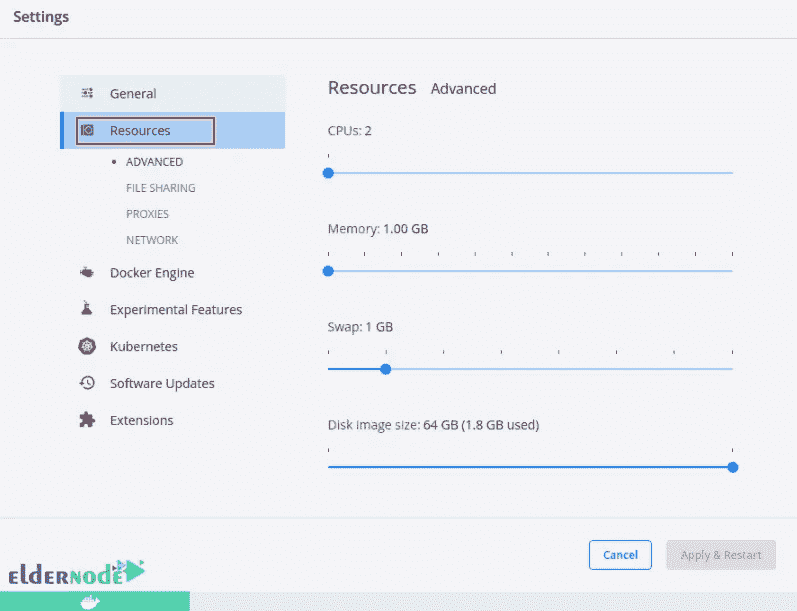 Settings
General
Resources
ADVANCED
FILE SHARING
PROXIES
NETWORK
Docker Engine
Experimental Features
Kubernetes
Software Updates
Extensions
Resources Advanced
CPUs: 2
Memory: 1.00 GB
Swap: 1 GB
Disk image size: 64 GB (1.8 GB used)
Cancel
Apply & Restart
ELDERNODE